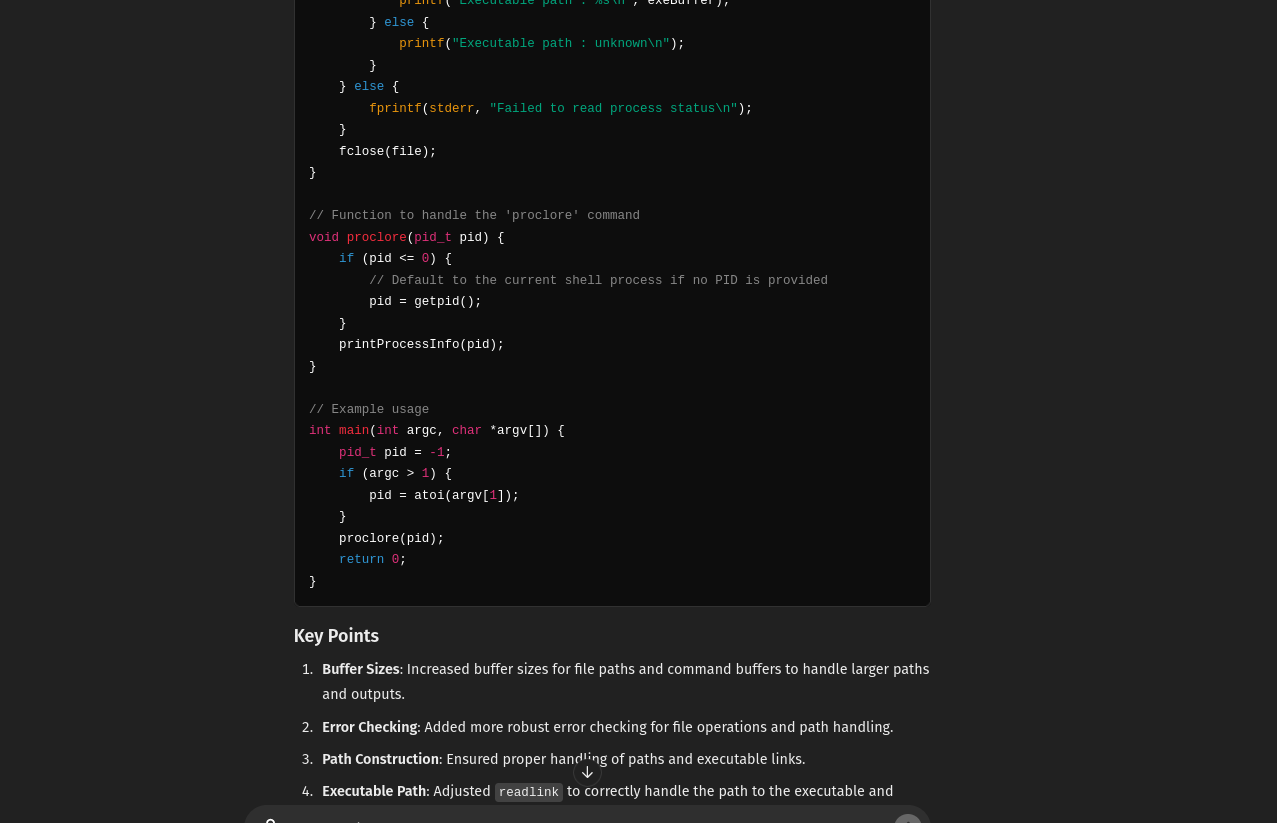 printf("Executable path : %s\n", exeBuffer);
} else {
printf("Executable path : unknown\n");
}
} else {
fprintf(stderr, "Failed to read process status\n");
}
fclose(file);
}
// Function to handle the 'proclore' command
void proclore(pid_t pid) {
if (pid <= 0) {
// Default to the current shell process if no PID is provided
pid = getpid();
}
printProcessInfo(pid);
}
// Example usage
int main(int argc, char *argv[]) {
pid_t pid = -1;
if (argc > 1) {
pid = atoi(argv[1]);
}
proclore(pid);
return 0;
}
Key Points
1. Buffer Sizes: Increased buffer sizes for file paths and command buffers to handle larger paths
and outputs.
2. Error Checking: Added more robust error checking for file operations and path handling.
3. Path Construction: Ensured proper handling of paths and executable links.
4. Executable Path: Adjusted readlink to correctly handle the path to the executable and